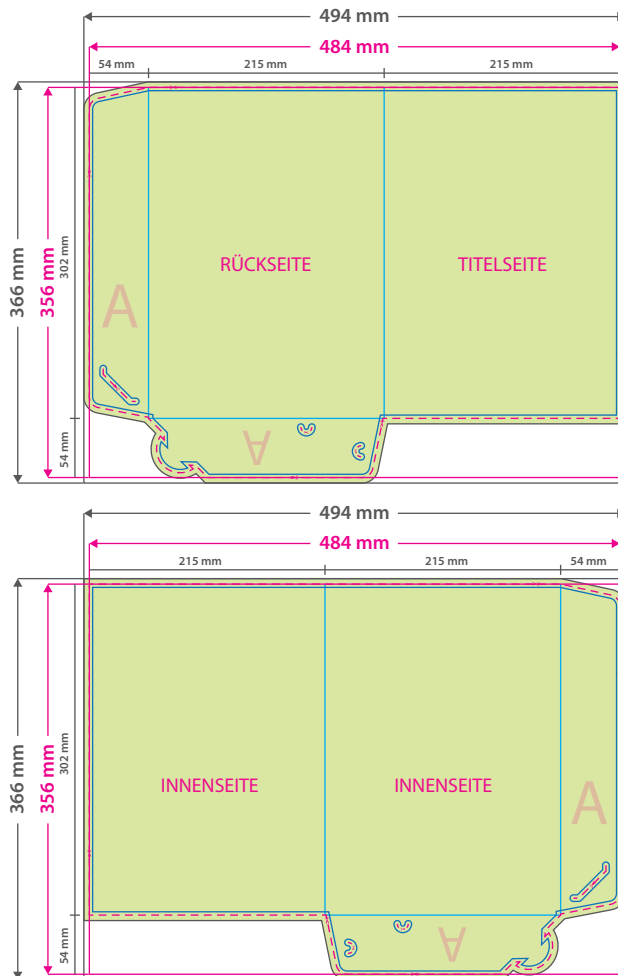 494 mm
484 mm
54 mm 215 mm 215 mm
366 mm
356 mm
302 mm
54 mm
RÜCKSEITE
TITELSEITE
A
A
494 mm
484 mm
215 mm 215 mm 54 mm
366 mm
356 mm
302 mm
54 mm
INNENSEITE
INNENSEITE
A
A